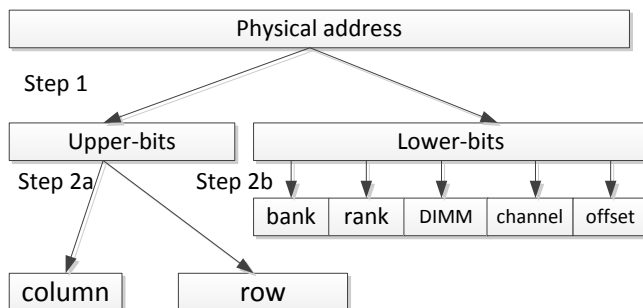 Physical address
Step 1
Upper-bits
Lower-bits
Step 2a
Step 2b
bank
rank
DIMM
channel
offset
column
row